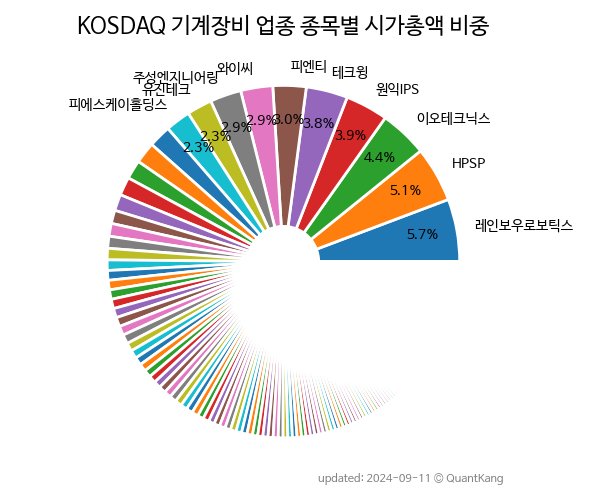 KOSDAQ 기계장비 업종 종목별 시가총액 비중
레인보우로보틱스
5.7%
HPSP
5.1%
이오테크닉스
4.4%
원익IPS
3.9%
테크윙
3.8%
피엔티
3.0%
와이씨
2.9%
주성엔지니어링
2.9%
유진테크
2.3%
피에스케이홀딩스
2.3%
updated: 2024-09-11 © QuantKang